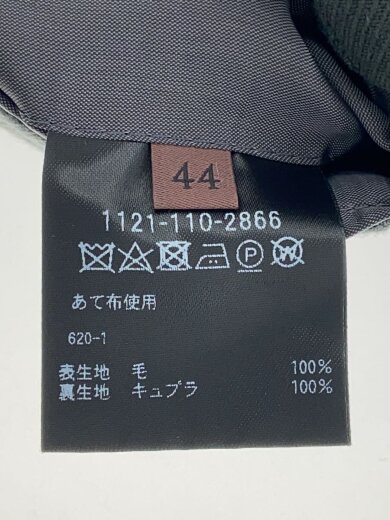 44
1121-110-2866
あて布使用
620-1
表生地 毛 100%
裏生地 キュプラ 100%